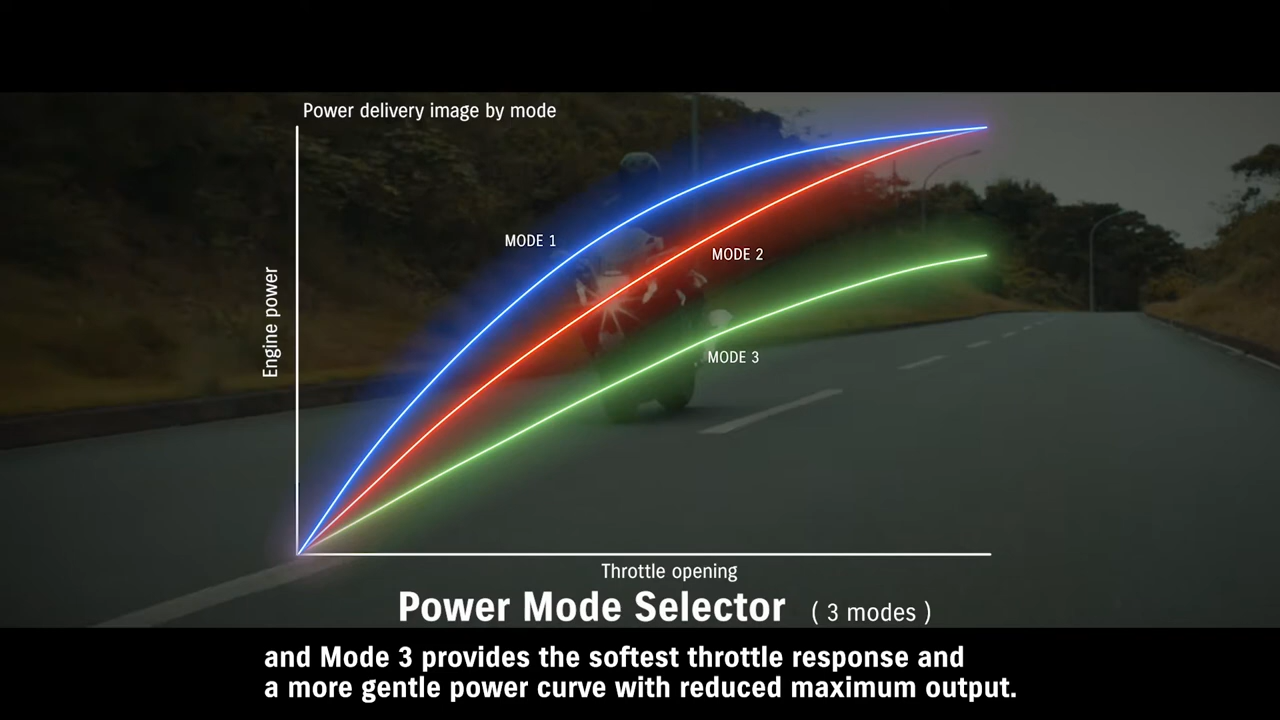 Power delivery image by mode
MODE 1
MODE 2
MODE 3
Engine power
Throttle opening
Power Mode Selector ( 3 modes )
and Mode 3 provides the softest throttle response and
a more gentle power curve with reduced maximum output.